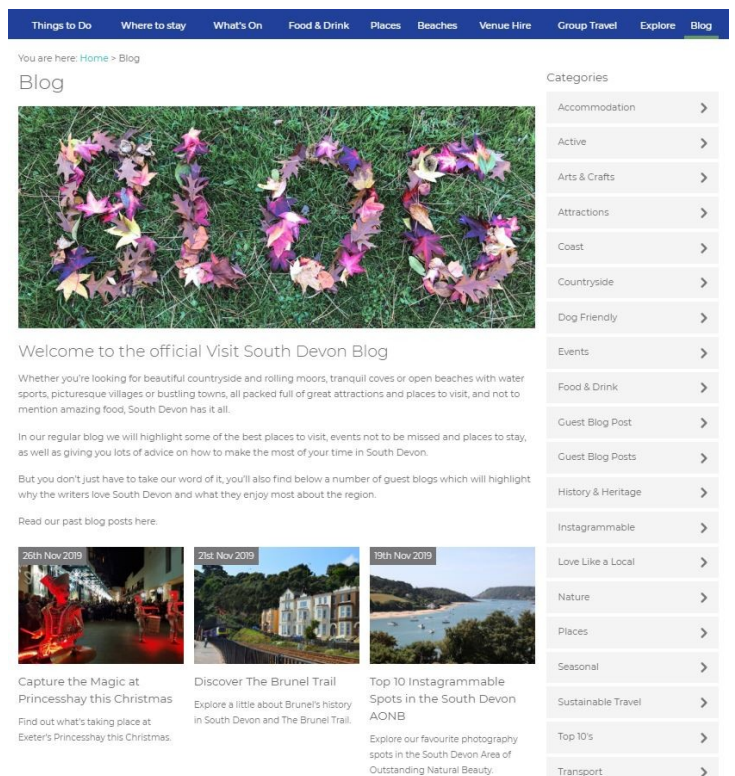 Things to Do Where to stay What's On Food & Drink Places Beaches Venue Hire Group Travel Explore Blog
You are here: Home > Blog
Blog
Blog
Welcome to the official Visit South Devon Blog
Whether you're looking for beautiful countryside and rolling moors, tranquil coves or open beaches with water
sports, picturesque villages or bustling towns, all packed full of great attractions and places to visit, and not to
mention amazing food, South Devon has it all.
In our regular blog we will highlight some of the best places to visit, events not to be missed and places to stay,
as well as giving you lots of advice on how to make the most of your time in South Devon.
But you don't just have to take our word of it, you'll also find below a number of guest blogs which will highlight
why the writers love South Devon and what they enjoy most about the region.
Read our past blog posts here.
26th Nov 2019
Capture the Magic at
Princesshay this Christmas
Find out what's taking place at
Exeter's Princesshay this Christmas.
21st Nov 2019
Discover The Brunel Trail
Explore a little about Brunel's history
in South Devon and The Brunel Trail.
19th Nov 2019
Top 10 Instagrammable
Spots in the South Devon
AONB
Explore our favourite photography
spots in the South Devon Area of
Outstanding Natural Beauty.
Categories
Accommodation
Active
Arts & Crafts
Attractions
Coast
Countryside
Dog Friendly
Events
Food & Drink
Guest Blog Post
Guest Blog Posts
History & Heritage
Instagrammable
Love Like a Local
Nature
Places
Seasonal
Sustainable Travel
Top 10's
Transport